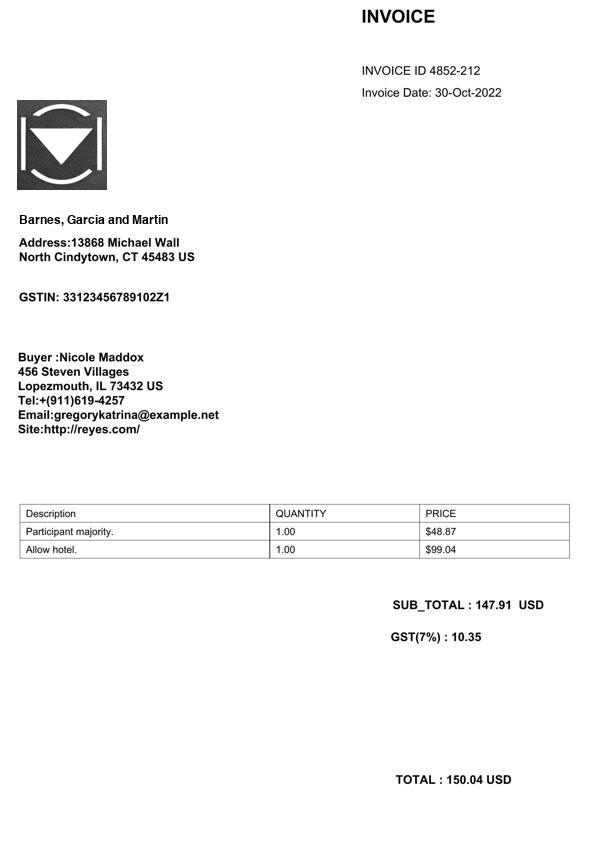 INVOICE
INVOICE ID 4852-212
Invoice Date: 30-Oct-2022
Barnes, Garcia and Martin
Address:13868 Michael Wall
North Cindytown, CT 45483 US
GSTIN: 33123456789102Z1
Buyer :Nicole Maddox
456 Steven Villages
Lopezmouth, IL 73432 US
Tel:+(911)619-4257
Email:gregorykatrina@example.net
Site:http://reyes.com/
Description QUANTITY PRICE
Participant majority. 1.00 $48.87
Allow hotel. 1.00 $99.04
SUB_TOTAL : 147.91 USD
GST(7%) : 10.35
TOTAL : 150.04 USD